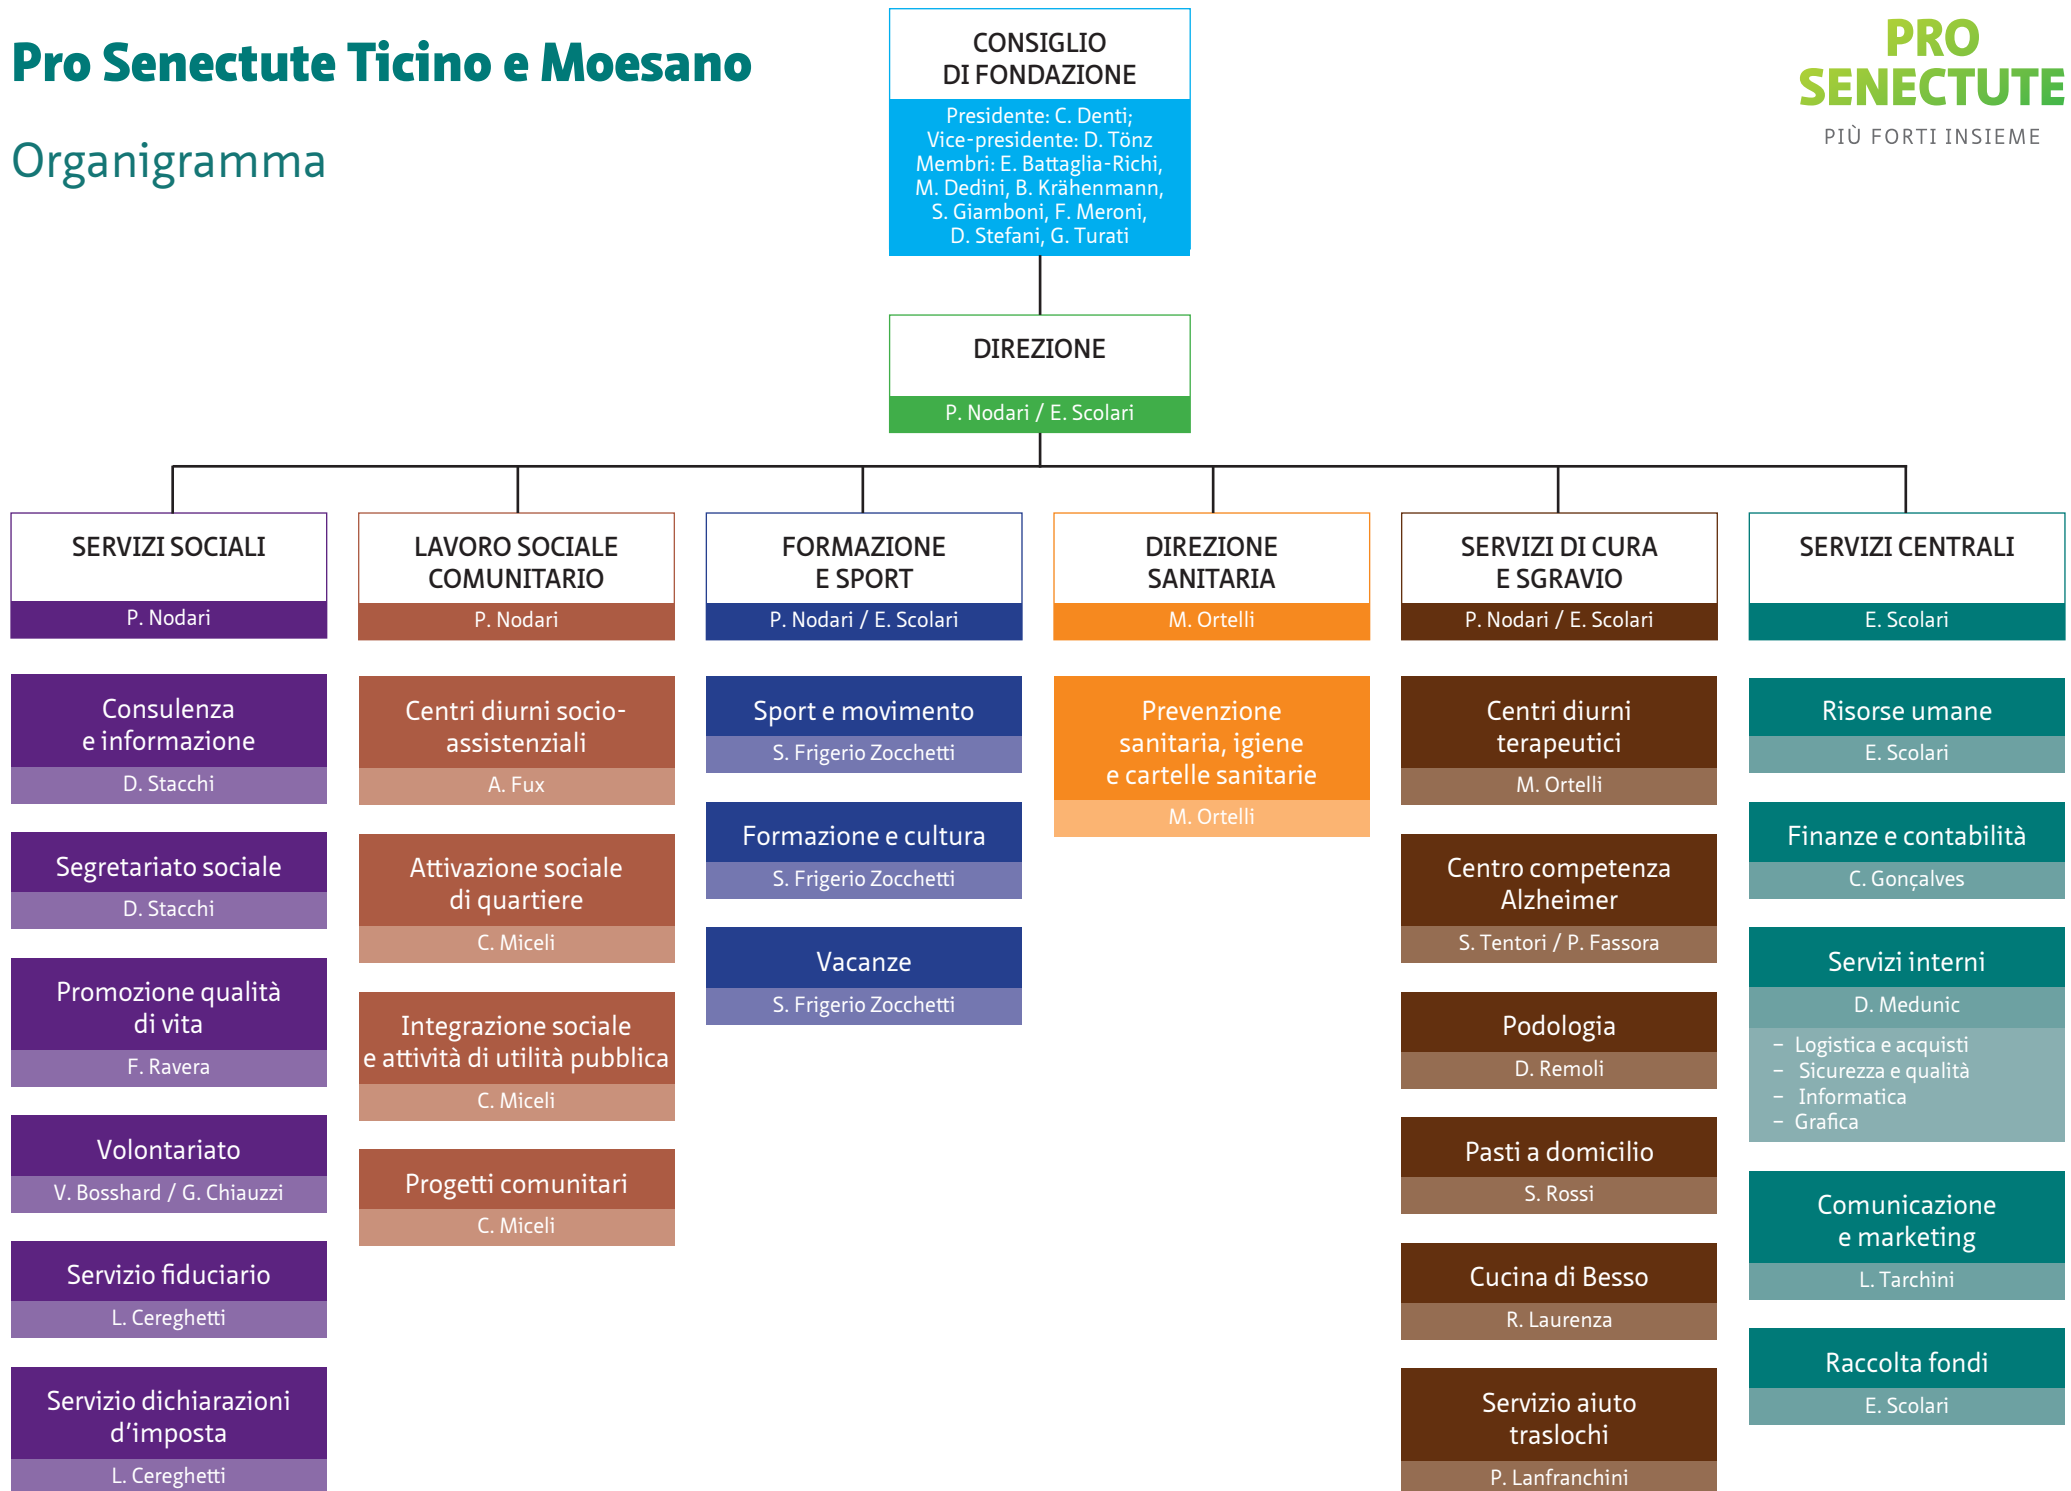 Pro Senectute Ticino e Moesano
Organigramma
PRO
SENECTUTE
PIÙ FORTI INSIEME
CONSIGLIO
DI FONDAZIONE
Presidente: C. Denti;
Vice-presidente: D. Tönz
Membri: E. Battaglia-Richi,
M. Dedini, B. Krähenmann,
S. Giamboni, F. Meroni,
D. Stefani, G. Turati
DIREZIONE
P. Nodari / E. Scolari
SERVIZI SOCIALI
P. Nodari
Consulenza
e informazione
D. Stacchi
Segretariato sociale
D. Stacchi
Promozione qualità
di vita
F. Ravera
Volontariato
V. Bosshard / G. Chiauzzi
Servizio fiduciario
L. Cereghetti
Servizio dichiarazioni
d'imposta
L. Cereghetti
LAVORO SOCIALE
COMUNITARIO
P. Nodari
Centri diurni socio-
assistenziali
A. Fux
Attivazione sociale
di quartiere
C. Miceli
Integrazione sociale
e attività di utilità pubblica
C. Miceli
Progetti comunitari
C. Miceli
FORMAZIONE
E SPORT
P. Nodari / E. Scolari
Sport e movimento
S. Frigerio Zocchetti
Formazione e cultura
S. Frigerio Zocchetti
Vacanze
S. Frigerio Zocchetti
DIREZIONE
SANITARIA
M. Ortelli
Prevenzione
sanitaria, igiene
e cartelle sanitarie
M. Ortelli
SERVIZI DI CURA
E SGRAVIO
P. Nodari / E. Scolari
Centri diurni
terapeutici
M. Ortelli
Centro competenza
Alzheimer
S. Tentori / P. Fassora
Podologia
D. Remoli
Pasti a domicilio
S. Rossi
Cucina di Besso
R. Laurenza
Servizio aiuto
traslochi
P. Lanfranchini
SERVIZI CENTRALI
E. Scolari
Risorse umane
E. Scolari
Finanze e contabilità
C. Gonçalves
Servizi interni
D. Medunic
– Logistica e acquisti
– Sicurezza e qualità
– Informatica
– Grafica
Comunicazione
e marketing
L. Tarchini
Raccolta fondi
E. Scolari